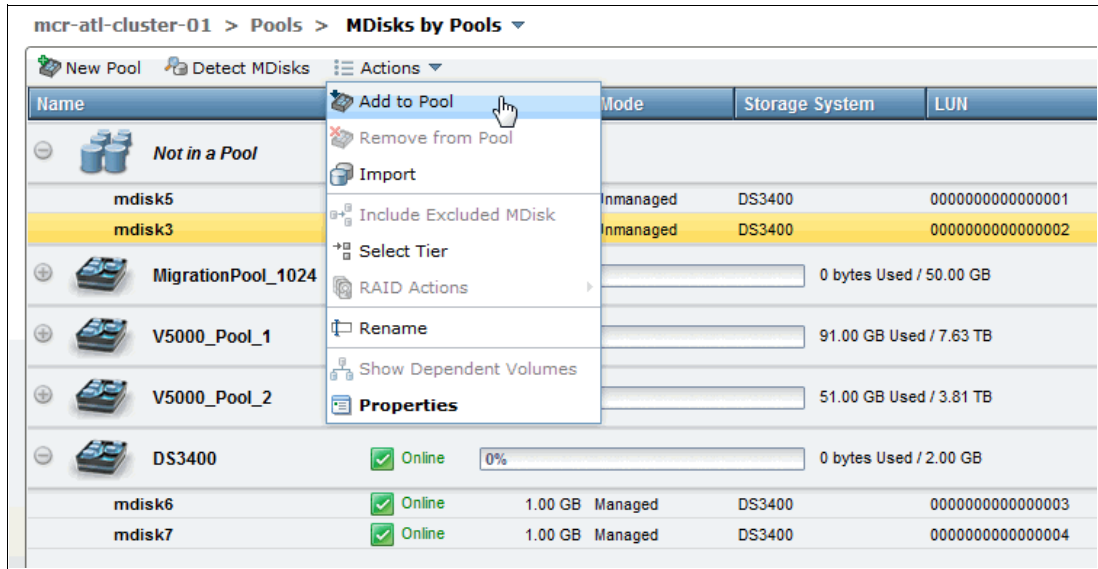 mcr-atl-cluster-01 > Pools > MDisks by Pools
New Pool Detect MDisks Actions
Name Mode Storage System LUN
Add to Pool
Remove from Pool
Import
Include Excluded MDisk
Select Tier
RAID Actions
Rename
Show Dependent Volumes
Properties
Not in a Pool
mdisk5 Unmanaged DS3400 0000000000000001
mdisk3 Unmanaged DS3400 0000000000000002
MigrationPool_1024 0 bytes Used / 50.00 GB
V5000_Pool_1 91.00 GB Used / 7.63 TB
V5000_Pool_2 51.00 GB Used / 3.81 TB
DS3400 Online 0% 0 bytes Used / 2.00 GB
mdisk6 Online 1.00 GB Managed DS3400 0000000000000003
mdisk7 Online 1.00 GB Managed DS3400 0000000000000004